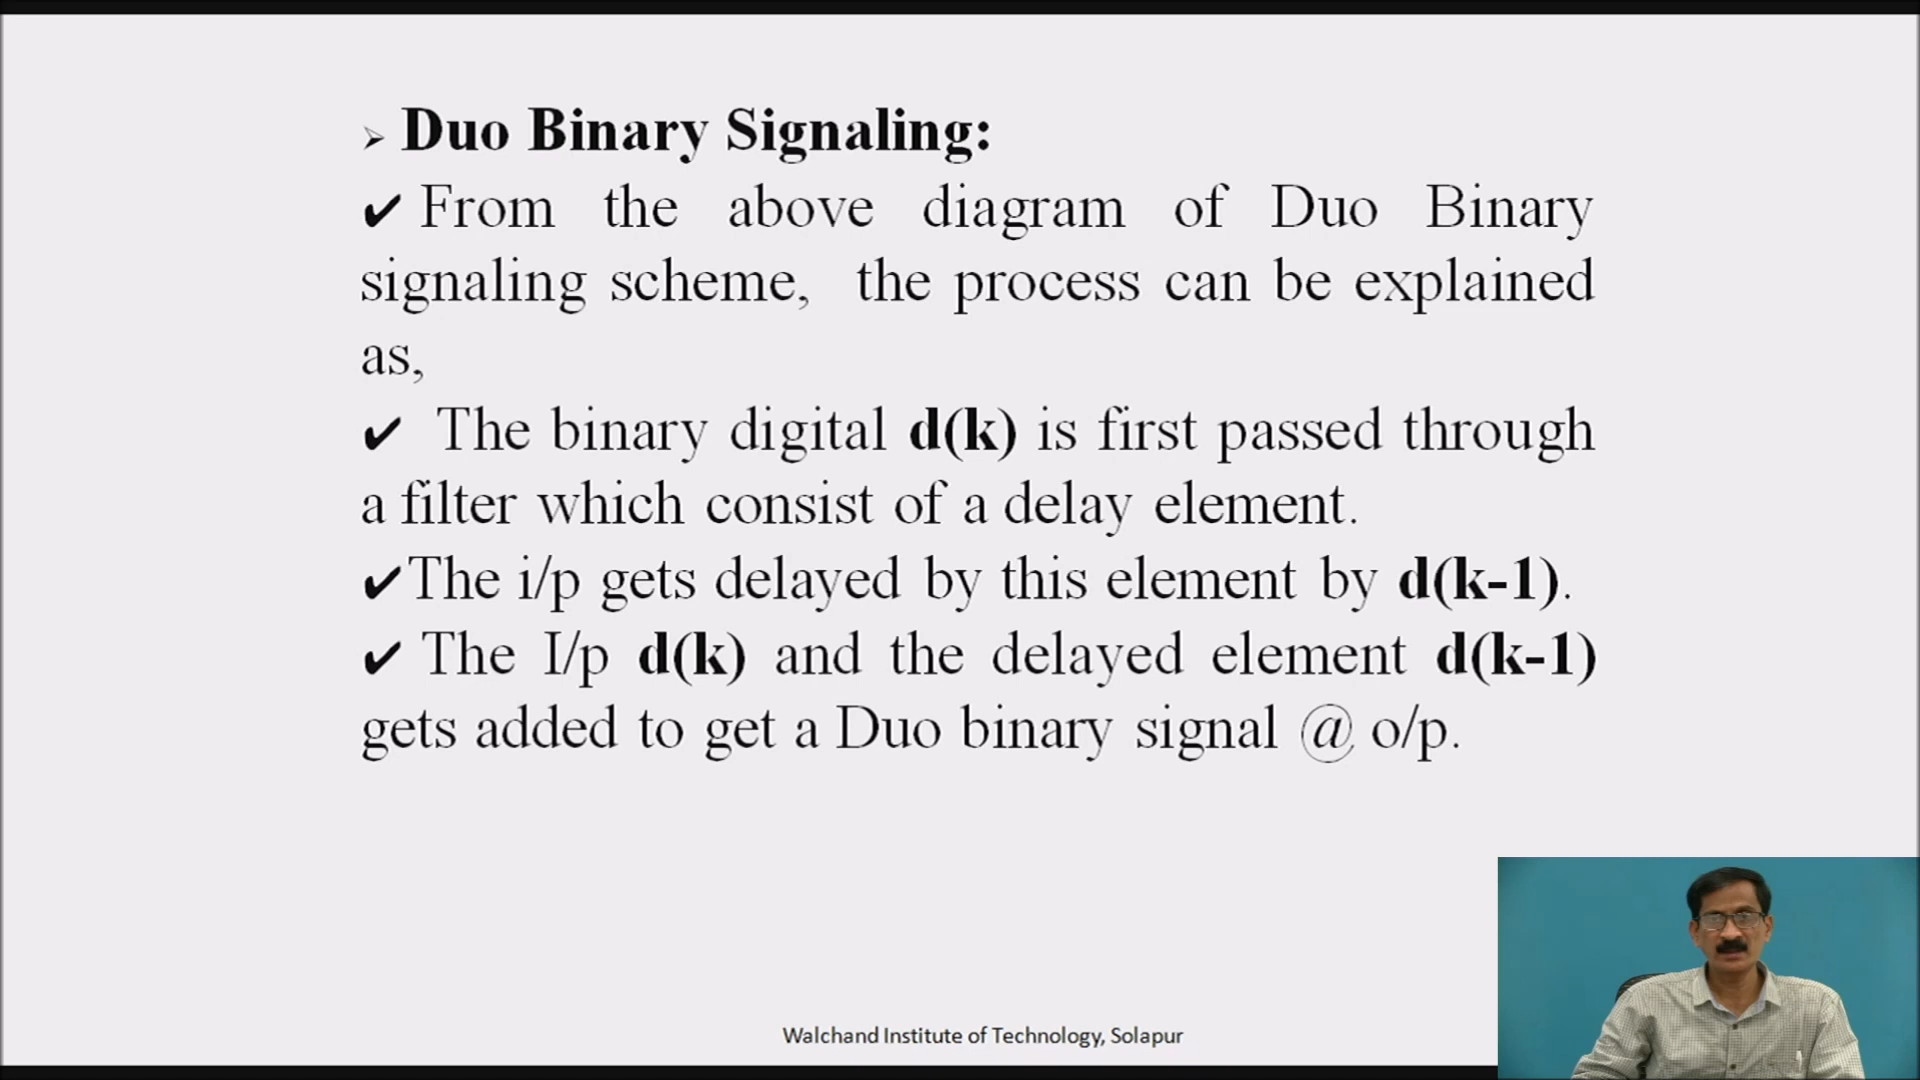 ➢ Duo Binary Signaling:
✔ From the above diagram of Duo Binary
signaling scheme, the process can be explained
as,
✔ The binary digital d(k) is first passed through
a filter which consist of a delay element.
✔The i/p gets delayed by this element by d(k-1).
✔ The I/p d(k) and the delayed element d(k-1)
gets added to get a Duo binary signal @ o/p.
Walchand Institute of Technology, Solapur